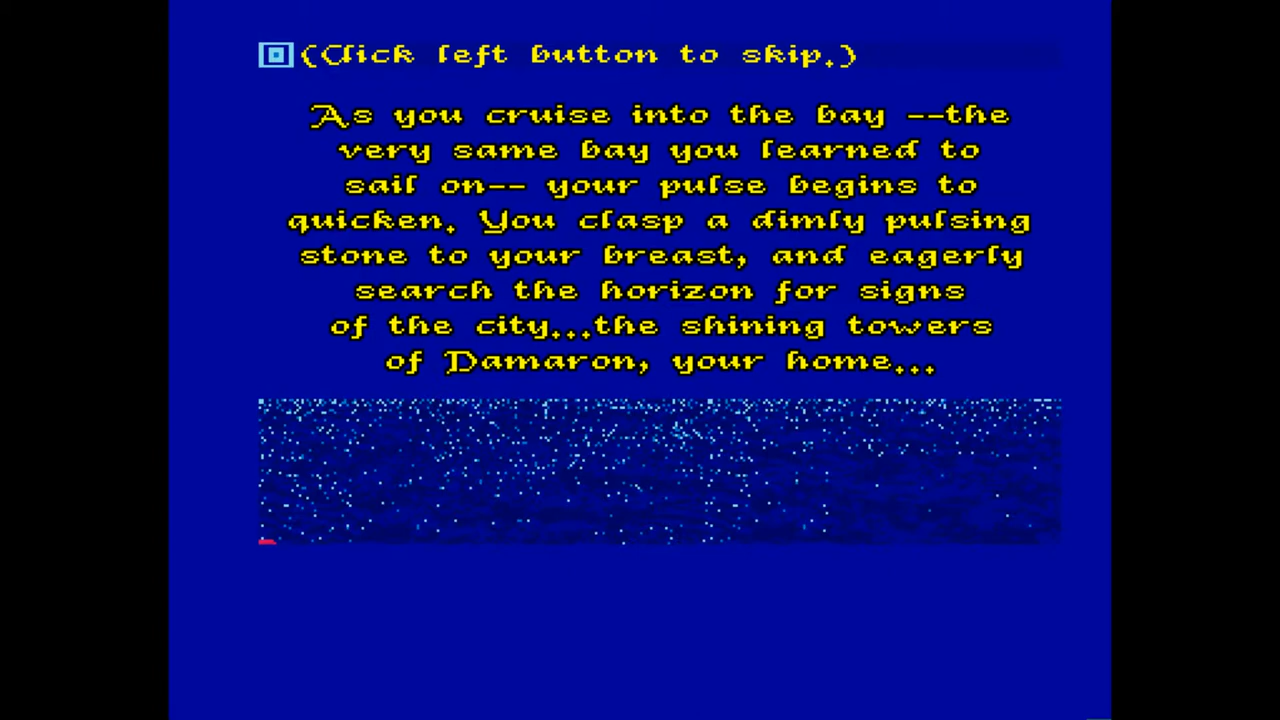 (Click left button to skip.)
As you cruise into the bay --the
very same bay you learned to
sail on-- your pulse begins to
quicken. You clasp a dimly pulsing
stone to your breast, and eagerly
search the horizon for signs
of the city...the shining towers
of Damaron, your home...